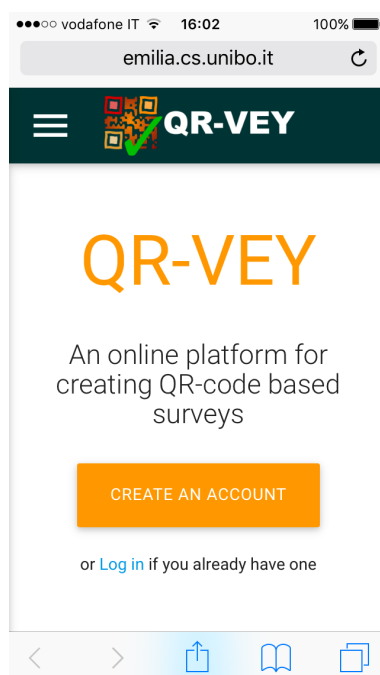 vodafone IT 16:02 100%
emilia.cs.unibo.it
QR-VEY
QR-VEY
An online platform for
creating QR-code based
surveys
CREATE AN ACCOUNT
or Log in if you already have one